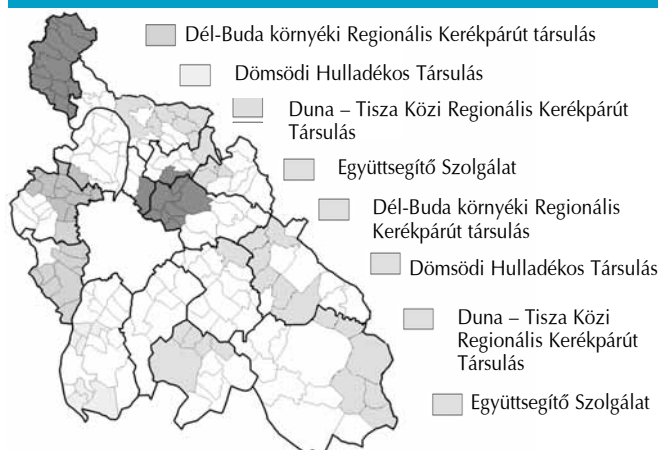 Dél-Buda környéki Regionális Kerékpárút társulás
Dömsödi Hulladékos Társulás
Duna – Tisza Közi Regionális Kerékpárút
Társulás
Együttsegítő Szolgálat
Dél-Buda környéki Regionális
Kerékpárút társulás
Dömsödi Hulladékos Társulás
Duna – Tisza Közi
Regionális Kerékpárút
Társulás
Együttsegítő Szolgálat